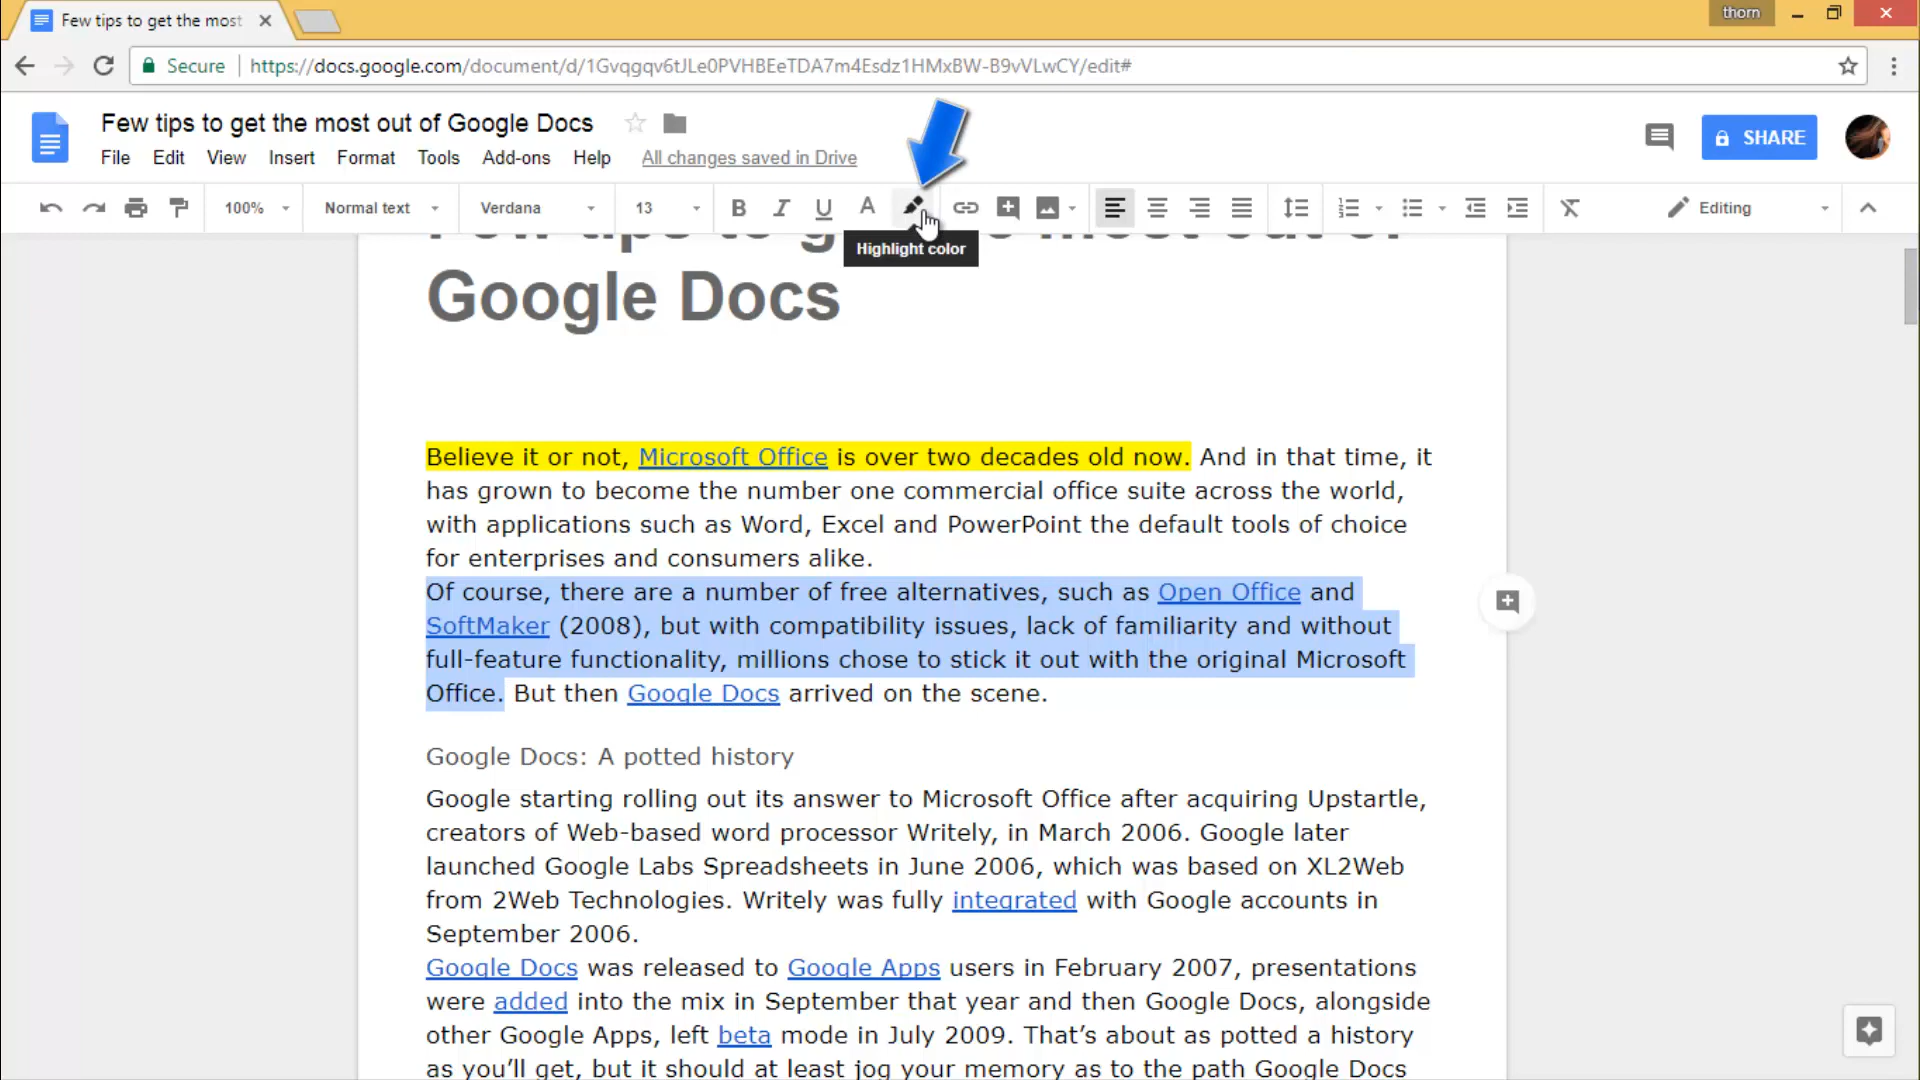 Few tips to get the most
thorn
Secure
https://docs.google.com/document/d/1Gvqgqv6tJLe0PVHBEeTDA7m4Esdz1HMxBW-B9vVLwCY/edit#
Few tips to get the most out of Google Docs
SHARE
File Edit View Insert Format Tools Add-ons Help All changes saved in Drive
100% Normal text Verdana 13 B I U A Editing
Highlight color
Few tips to g most out of
Google Docs
Believe it or not, Microsoft Office is over two decades old now. And in that time, it
has grown to become the number one commercial office suite across the world,
with applications such as Word, Excel and PowerPoint the default tools of choice
for enterprises and consumers alike.
Of course, there are a number of free alternatives, such as Open Office and
SoftMaker (2008), but with compatibility issues, lack of familiarity and without
full-feature functionality, millions chose to stick it out with the original Microsoft
Office. But then Google Docs arrived on the scene.
Google Docs: A potted history
Google starting rolling out its answer to Microsoft Office after acquiring Upstartle,
creators of Web-based word processor Writely, in March 2006. Google later
launched Google Labs Spreadsheets in June 2006, which was based on XL2Web
from 2Web Technologies. Writely was fully integrated with Google accounts in
September 2006.
Google Docs was released to Google Apps users in February 2007, presentations
were added into the mix in September that year and then Google Docs, alongside
other Google Apps, left beta mode in July 2009. That’s about as potted a history
as you’ll get, but it should at least jog your memory as to the path Google Docs